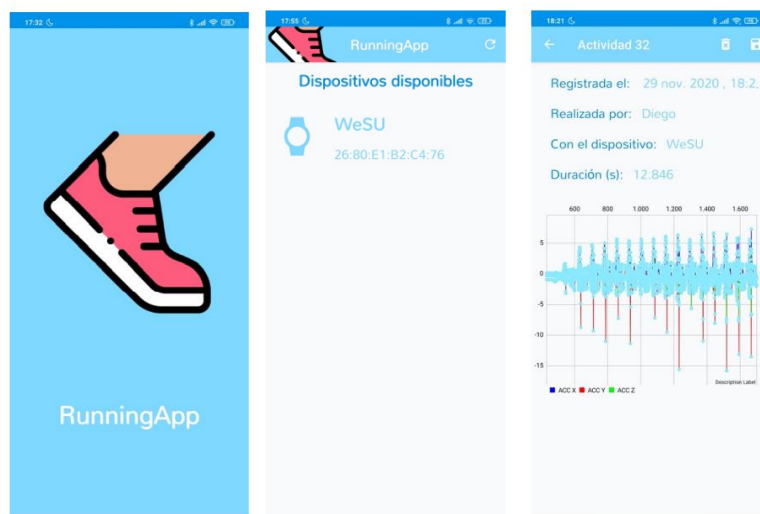 17:32
RunningApp
17:55
RunningApp
Dispositivos disponibles
WeSU
26:80:E1:B2:C4:76
18:21
Actividad 32
Registrada el: 29 nov. 2020 , 18:2
Realizada por: Diego
Con el dispositivo: WeSU
Duración (s): 12.846
600 800 1.000 1.200 1.400 1.600
5
0
-5
-10
-15
Description Label
ACC X ACC Y ACC Z